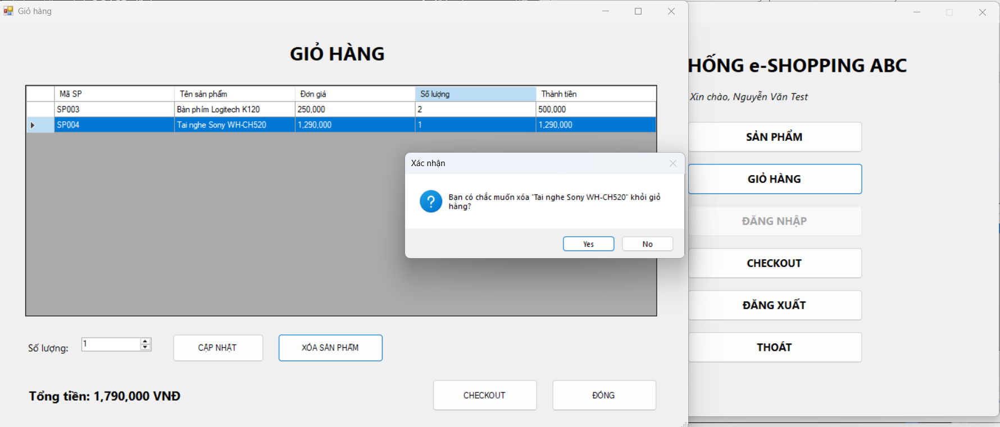 Giỏ hàng
GIỎ HÀNG
Mã SP Tên sản phẩm Đơn giá Số lượng Thành tiền
SP003 Bàn phím Logitech K120 250,000 2 500,000
SP004 Tai nghe Sony WH-CH520 1,290,000 1 1,290,000
Xác nhận
Bạn có chắc muốn xóa "Tai nghe Sony WH-CH520" khỏi giỏ
hàng?
Yes No
Số lượng: 1 CẬP NHẬT XÓA SẢN PHẨM
Tổng tiền: 1,790,000 VNĐ CHECKOUT ĐÓNG
HỐNG e-SHOPPING ABC
Xin chào, Nguyễn Văn Test
SẢN PHẨM
GIỎ HÀNG
ĐĂNG NHẬP
CHECKOUT
ĐĂNG XUẤT
THOÁT